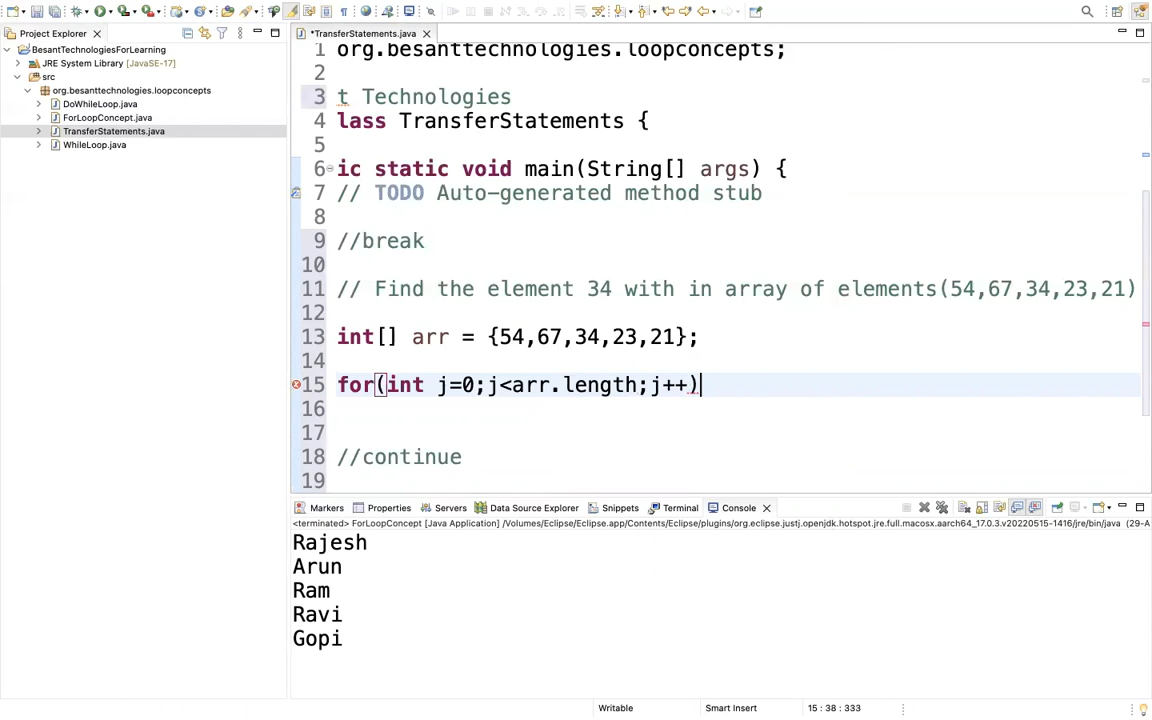 Project Explorer
BesantTechnologiesForLearning
JRE System Library [JavaSE-17]
src
org.besanttechnologies.loopconcepts
DoWhileLoop.java
ForLoopConcept.java
TransferStatements.java
WhileLoop.java
*TransferStatements.java
1 org.besanttechnologies.loopconcepts;
2
3 t Technologies
4 lass TransferStatements {
5
6 ic static void main(String[] args) {
7 // TODO Auto-generated method stub
8
9 //break
10
11 // Find the element 34 with in array of elements(54,67,34,23,21)
12
13 int[] arr = {54,67,34,23,21};
14
15 for(int j=0;j<arr.length;j++)
16
17
18 //continue
19
Markers Properties Servers Data Source Explorer Snippets Terminal Console
<terminated> ForLoopConcept [Java Application] /Volumes/Eclipse/Eclipse.app/Contents/Eclipse/plugins/org.eclipse.justj.openjdk.hotspot.jre.full.macosx.aarch64_17.0.3.v20220515-1416/jre/bin/java (29-A
Rajesh
Arun
Ram
Ravi
Gopi
Writable Smart Insert 15 : 38 : 333